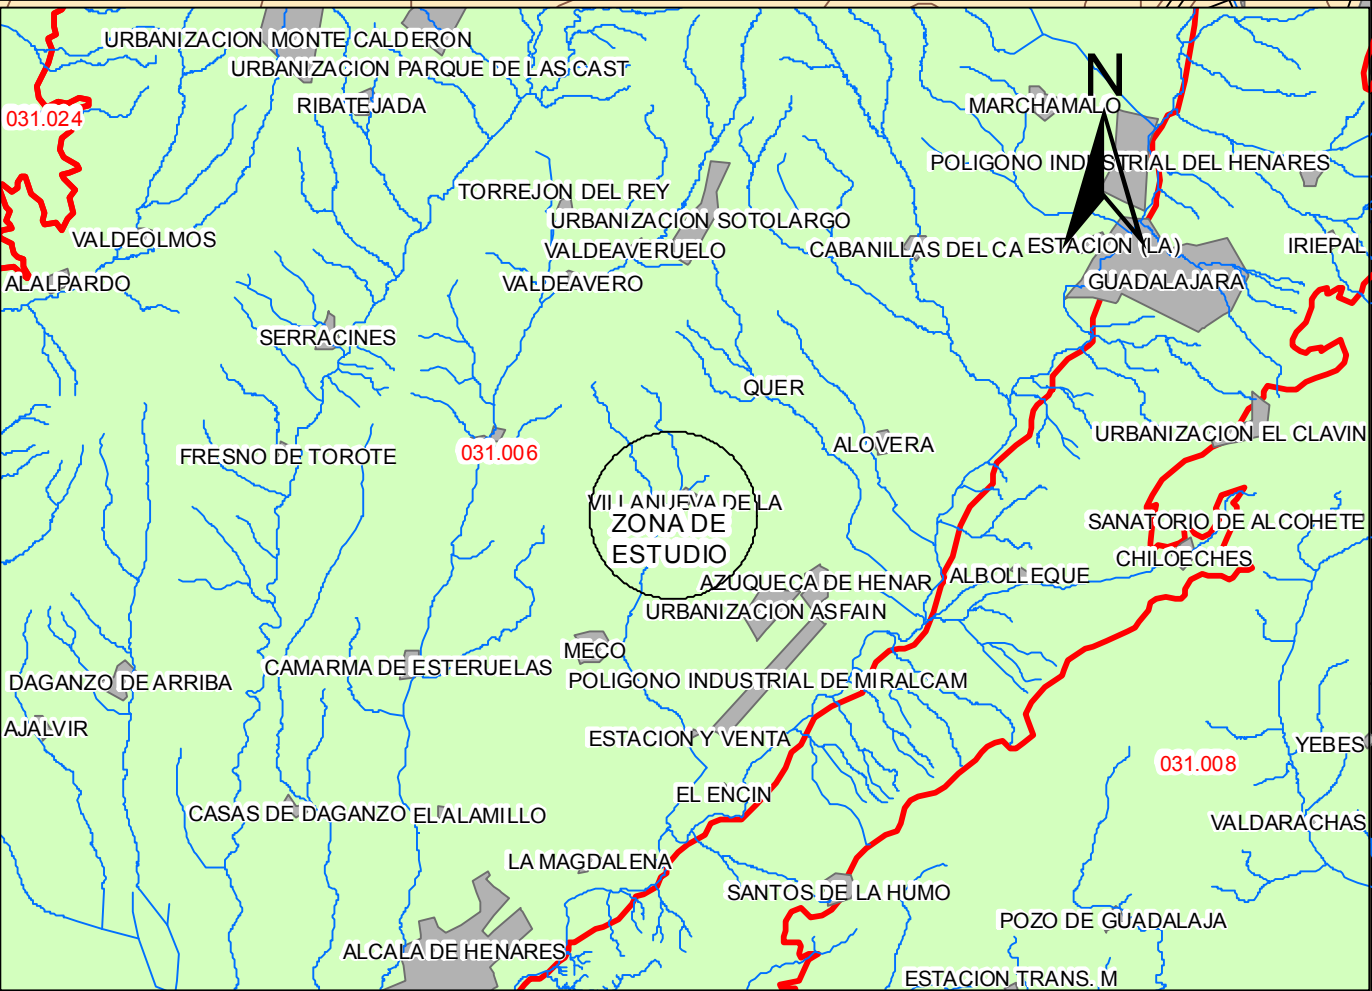 URBANIZACION MONTE CALDERON
URBANIZACION PARQUE DE LAS CAST
N
RIBATEJADA
MARCHAMALO
031.024
POLIGONO INDUSTRIAL DEL HENARES
TORREJON DEL REY
URBANIZACION SOTOLARGO
VALDEOLMOS
VALDEAVERUELO
CABANILLAS DEL CA
ESTACION (LA)
IRIEPAL
ALALPARDO
VALDEAVERO
GUADALAJARA
SERRACINES
QUER
URBANIZACION EL CLAVIN
ALOVERA
FRESNO DE TOROTE
031.006
VILLANUEVA DE LA
ZONA DE
ESTUDIO
SANATORIO DE ALCOHETE
CHILOECHES
AZUQUECA DE HENAR
ALBOLLEQUE
URBANIZACION ASFAIN
MECO
CAMARMA DE ESTERUELAS
DAGANZO DE ARRIBA
POLIGONO INDUSTRIAL DE MIRALCAM
AJALVIR
ESTACION Y VENTA
YEBES
031.008
EL ENCIN
CASAS DE DAGANZO
EL ALAMILLO
VALDARACHAS
LA MAGDALENA
SANTOS DE LA HUMO
POZO DE GUADALAJA
ALCALA DE HENARES
ESTACION TRANS. M